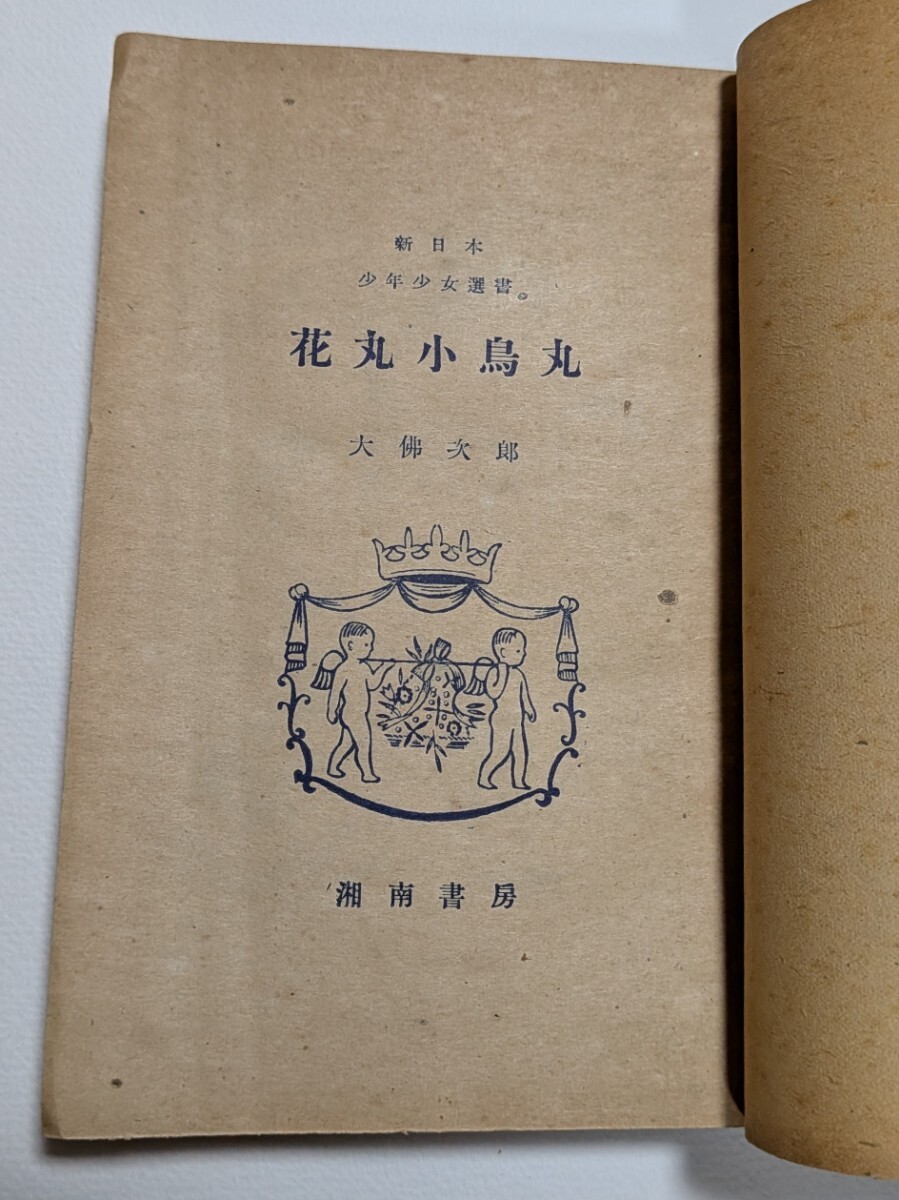 新日本
少年少女選書。
花丸小鳥丸
大佛次郎
湘南書房